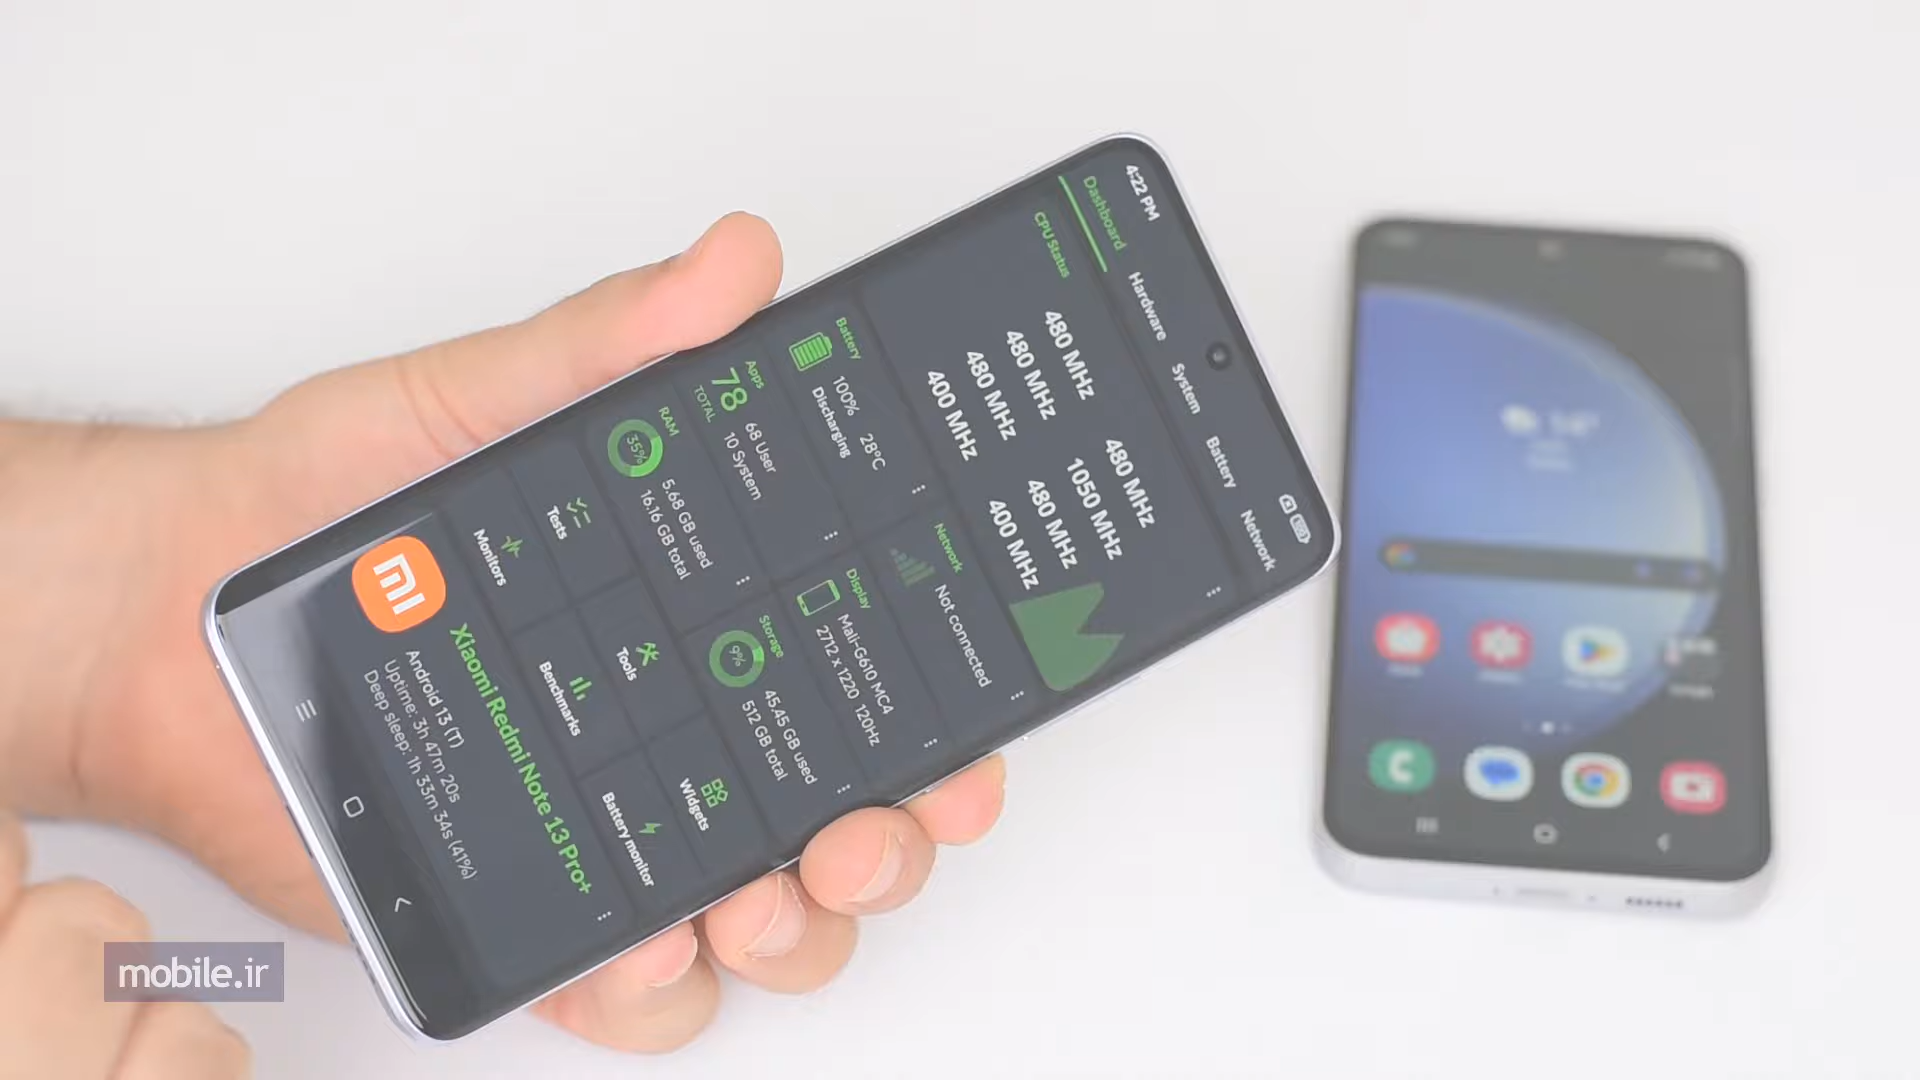 4:22 PM
Dashboard Hardware System Battery Network
CPU Status
480 MHz 480 MHz
480 MHz 1050 MHz
480 MHz 480 MHz
400 MHz 400 MHz
Battery
100% 28°C
Discharging
Network
Not connected
Apps
78
TOTAL
68 User
10 System
Display
Mali-G610 MC4
2712 x 1220 120Hz
RAM
35%
5.68 GB used
16.16 GB total
Storage
9%
45.45 GB used
512 GB total
Tests
Tools
Widgets
Monitors
Benchmarks
Battery monitor
Xiaomi Redmi Note 13 Pro+
Android 13 (T)
Uptime: 3h 47m 20s
Deep sleep: 1h 33m 34s (41%)
mobile.ir